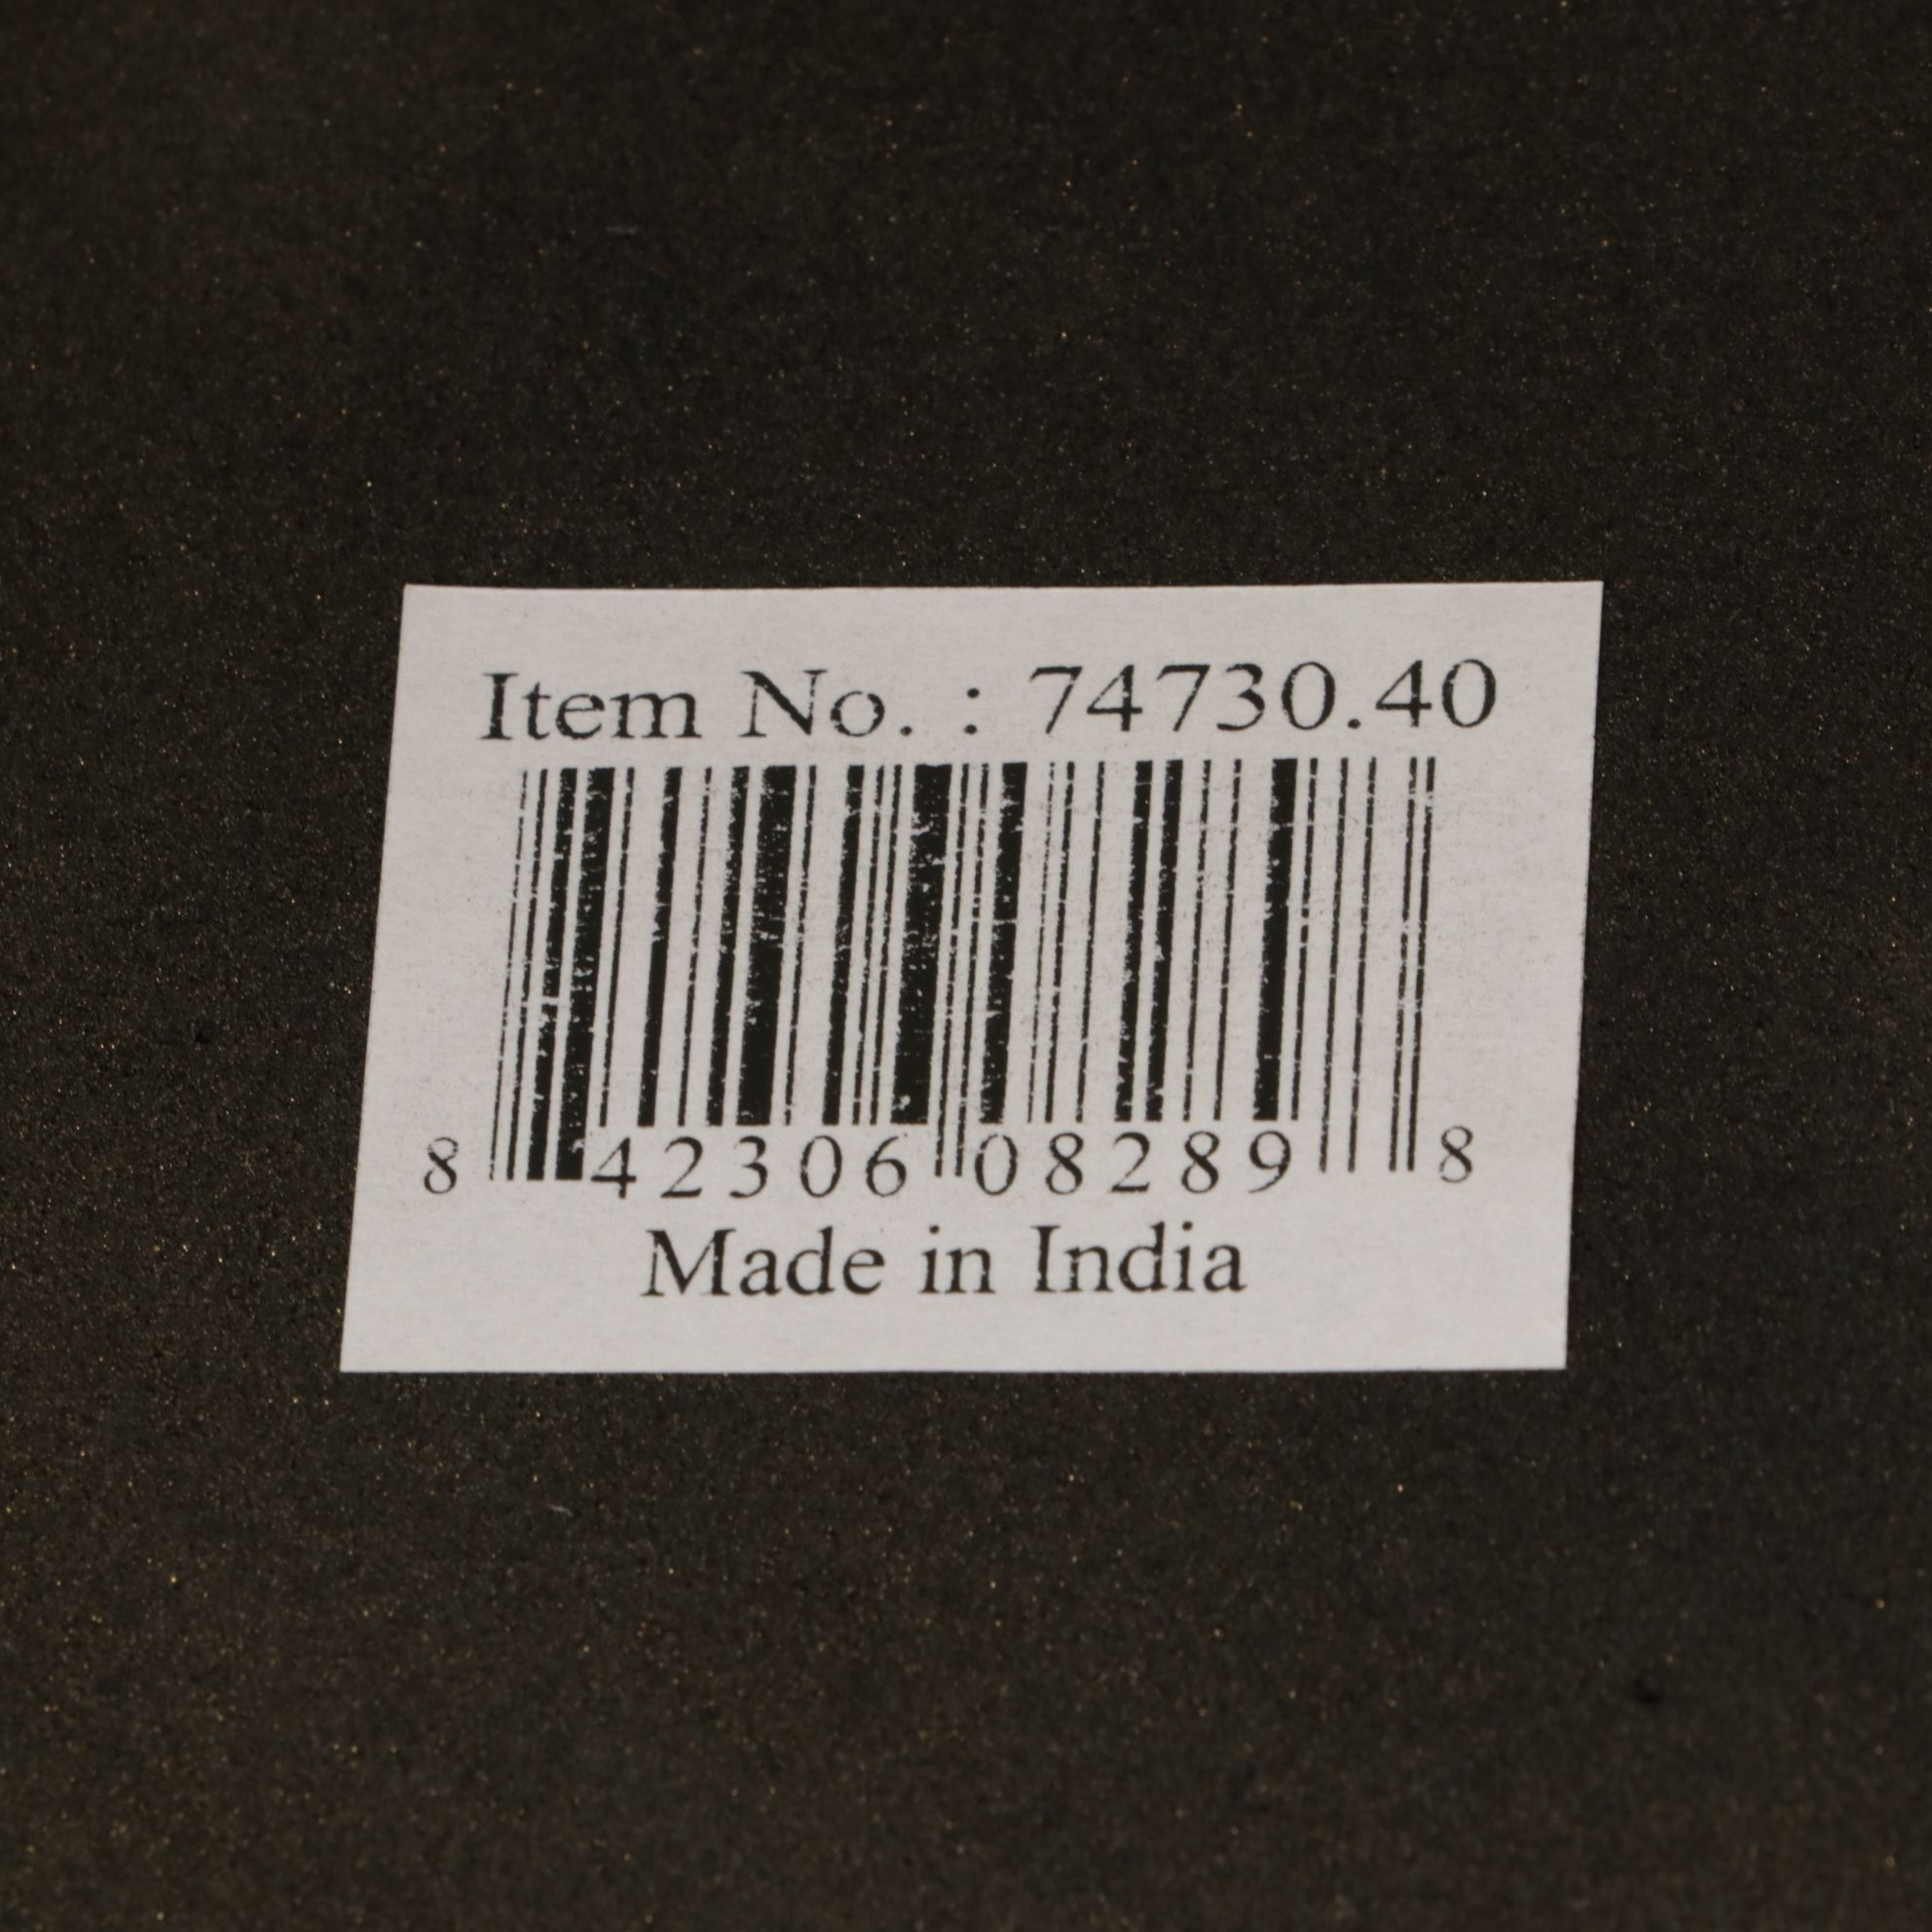 Item No. : 74730.40
8 42306 08289 8
Made in India